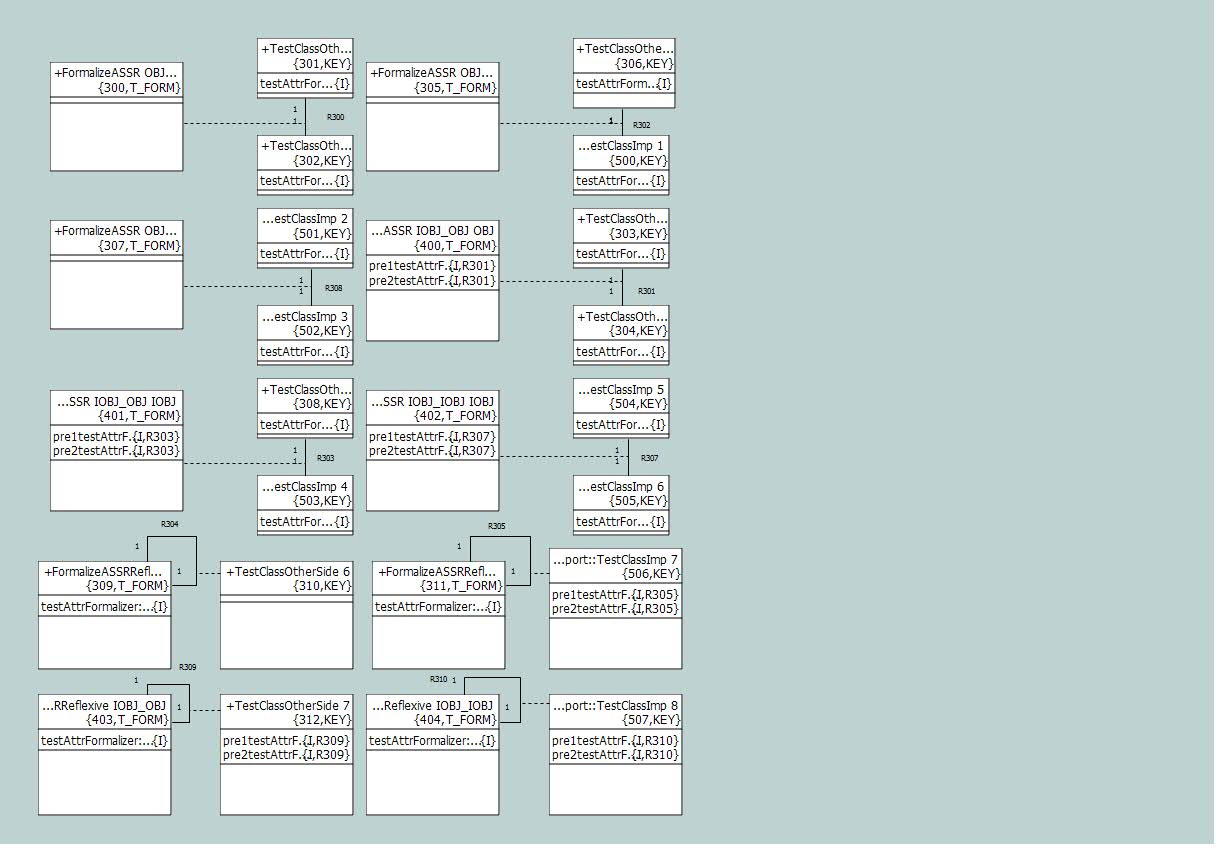 +TestClassOth...
{301,KEY}
testAttrFor...{I}
+TestClassOthe...
{306,KEY}
testAttrForm...{I}
+FormalizeASSR OBJ...
{300,T_FORM}
+FormalizeASSR OBJ...
{305,T_FORM}
1
1
R300
1
R302
+TestClassOth...
{302,KEY}
testAttrFor...{I}
...estClassImp 1
{500,KEY}
testAttrFor...{I}
+FormalizeASSR OBJ...
{307,T_FORM}
...estClassImp 2
{501,KEY}
testAttrFor...{I}
...ASSR IOBJ_OBJ OBJ
{400,T_FORM}
pre1testAttrF.{I,R301}
pre2testAttrF.{I,R301}
+TestClassOth...
{303,KEY}
testAttrFor...{I}
1
1
R308
1
1
R301
...estClassImp 3
{502,KEY}
testAttrFor...{I}
+TestClassOth...
{304,KEY}
testAttrFor...{I}
...SSR IOBJ_OBJ IOBJ
{401,T_FORM}
pre1testAttrF.{I,R303}
pre2testAttrF.{I,R303}
+TestClassOth...
{308,KEY}
testAttrFor...{I}
...SSR IOBJ_IOBJ IOBJ
{402,T_FORM}
pre1testAttrF.{I,R307}
pre2testAttrF.{I,R307}
...estClassImp 5
{504,KEY}
testAttrFor...{I}
1
1
R303
1
1
R307
...estClassImp 4
{503,KEY}
testAttrFor...{I}
...estClassImp 6
{505,KEY}
testAttrFor...{I}
R304
1
1
+FormalizeASSRRefl...
{309,T_FORM}
testAttrFormalizer:...{I}
+TestClassOtherSide 6
{310,KEY}
R305
1
1
+FormalizeASSRRefl...
{311,T_FORM}
testAttrFormalizer:...{I}
...port::TestClassImp 7
{506,KEY}
pre1testAttrF.{I,R305}
pre2testAttrF.{I,R305}
R309
1
1
...RReflexive IOBJ_OBJ
{403,T_FORM}
testAttrFormalizer:...{I}
+TestClassOtherSide 7
{312,KEY}
pre1testAttrF.{I,R309}
pre2testAttrF.{I,R309}
R310
1
1
...Reflexive IOBJ_IOBJ
{404,T_FORM}
testAttrFormalizer:...{I}
...port::TestClassImp 8
{507,KEY}
pre1testAttrF.{I,R310}
pre2testAttrF.{I,R310}